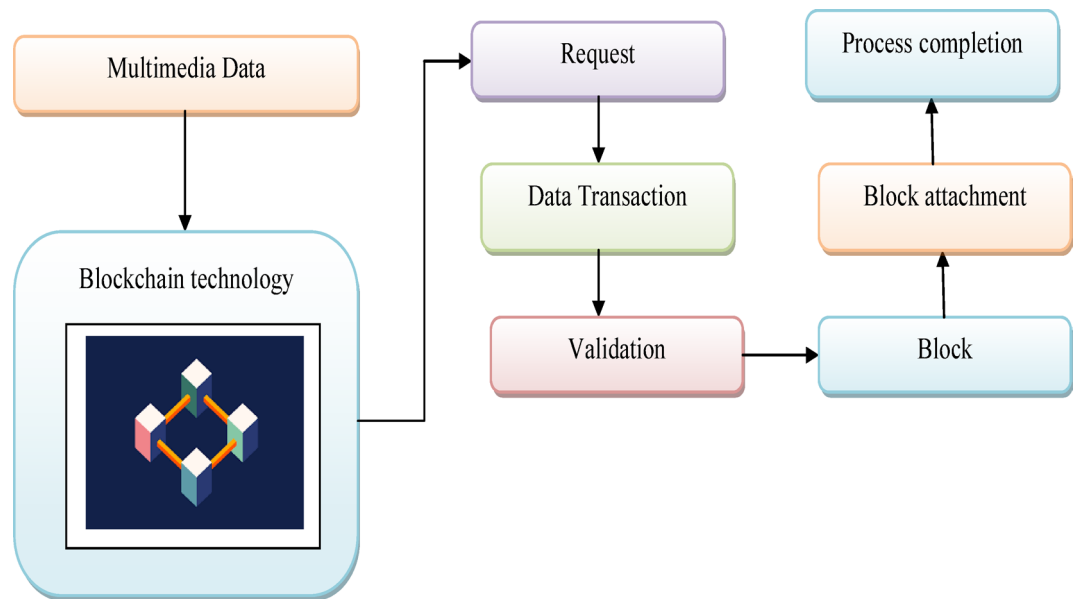 Multimedia Data
Blockchain technology
Request
Data Transaction
Validation
Block
Block attachment
Process completion